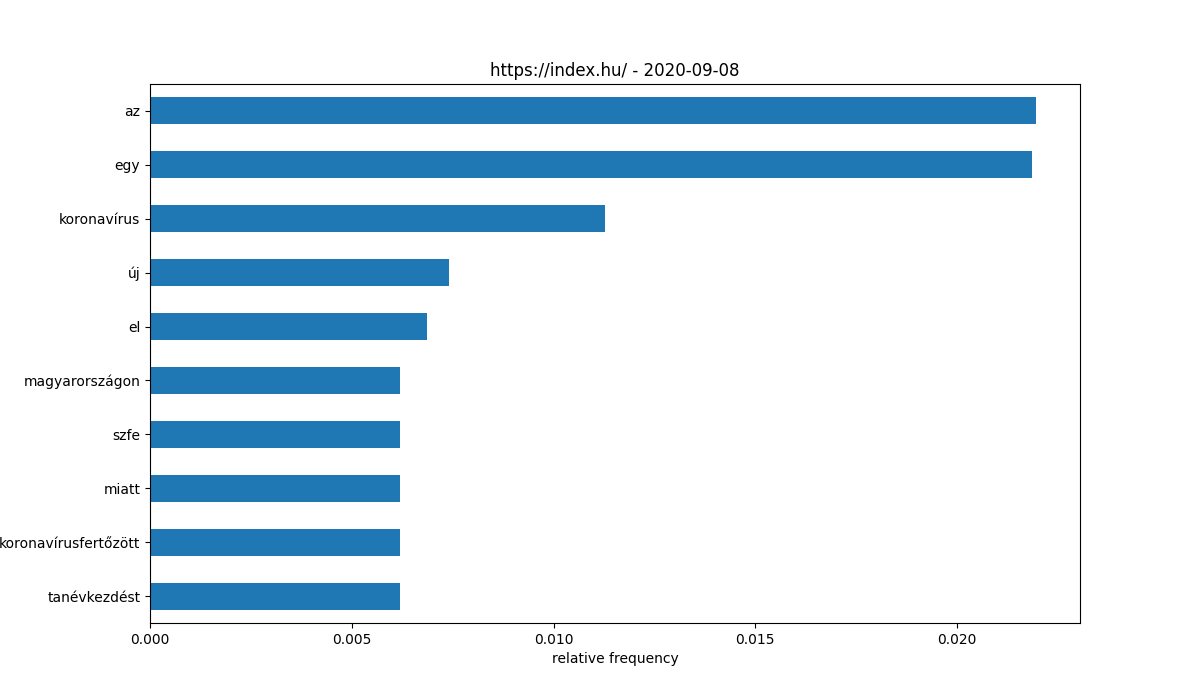 https://index.hu/ - 2020-09-08
az
egy
koronavírus
új
el
magyarországon
szfe
miatt
koronavírusfertőzött
tanévkezdést
0.000 0.005 0.010 0.015 0.020
relative frequency